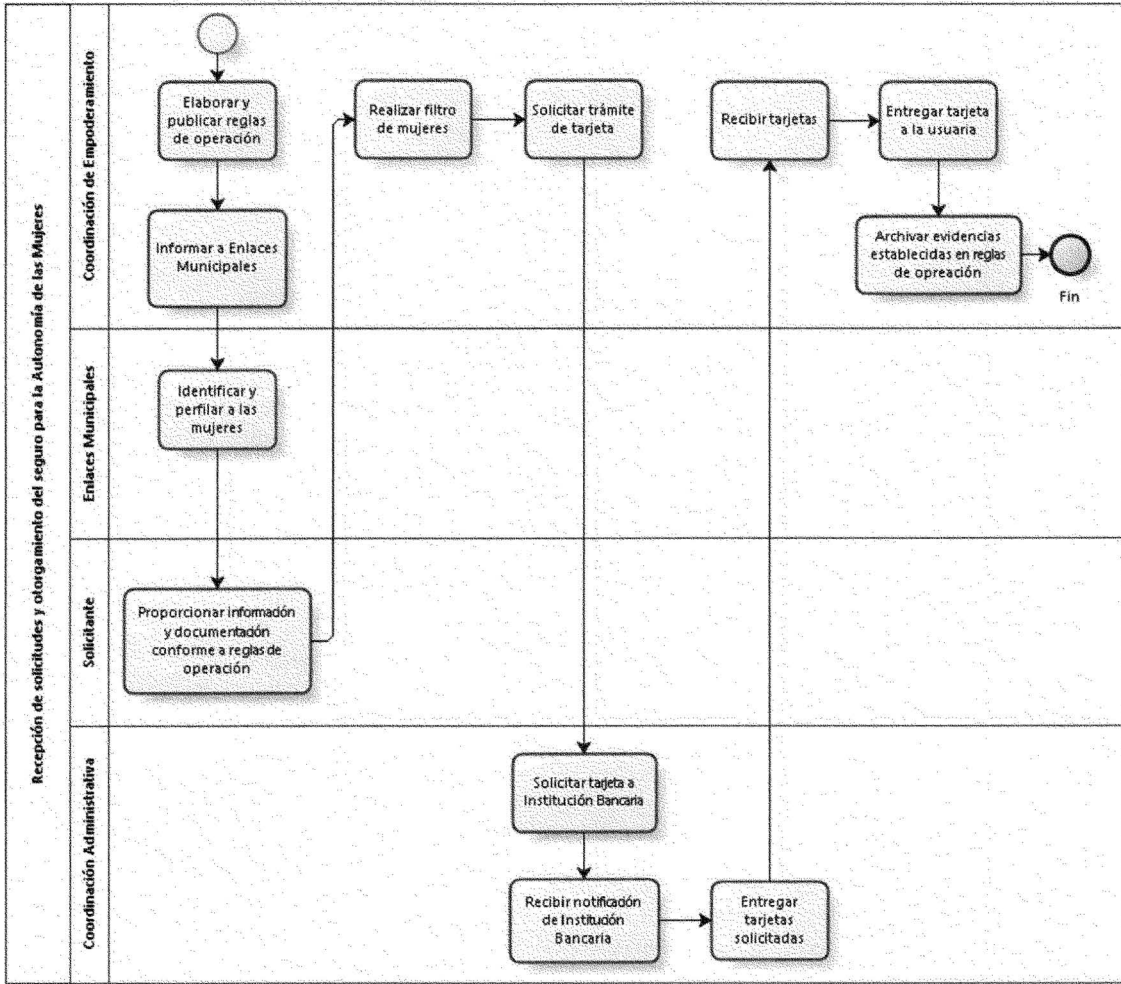 Recepción de solicitudes y otorgamiento del seguro para la Autonomía de las Mujeres
Coordinación de Empoderamiento
Elaborar y
publicar reglas
de operación
Informar a Enlaces
Municipales
Realizar filtro
de mujeres
Solicitar trámite
de tarjeta
Recibir tarjetas
Entregar tarjeta
a la usuaria
Archivar evidencias
establecidas en reglas
de opreación
Fin
Enlaces Municipales
Identificar y
perfilar a las
mujeres
Solicitante
Proporcionar información
y documentación
conforme a reglas de
operación
Coordinación Administrativa
Solicitar tarjeta a
Institución Bancaria
Recibir notificación
de Institución
Bancaria
Entregar
tarjetas
solicitadas